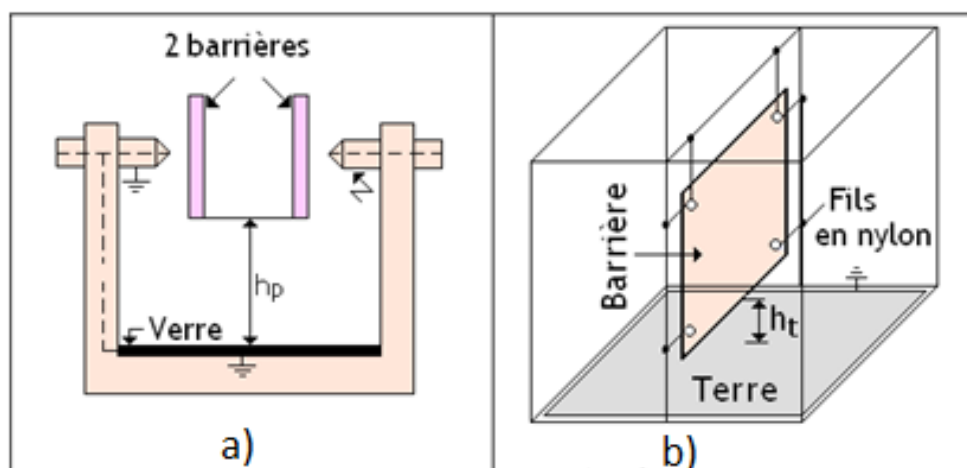 2 barrières
hp
Verre
a)
Barrière
Fils
en nylon
ht
Terre
b)